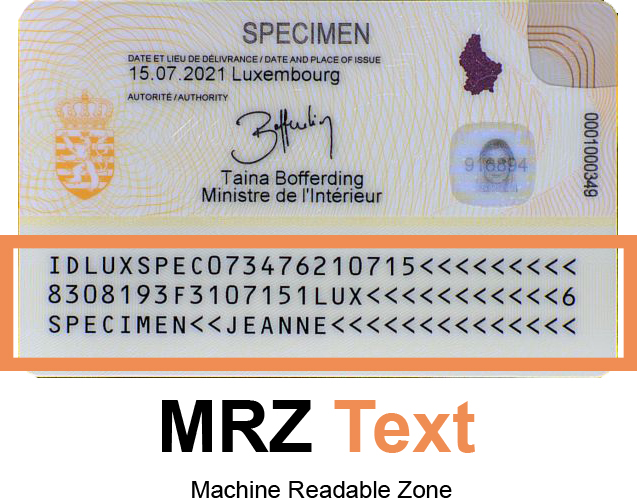 SPECIMEN
DATE ET LIEU DE DÉLIVRANCE / DATE AND PLACE OF ISSUE
15.07.2021 Luxembourg
AUTORITÉ / AUTHORITY
Taina Bofferding
Ministre de l'Intérieur
0001000349
IDLUXSPEC073476210715<<<<<<<<<
8308193F3107151LUX<<<<<<<<<<<6
SPECIMEN<<JEANNE<<<<<<<<<<<<<<
MRZ Text
Machine Readable Zone